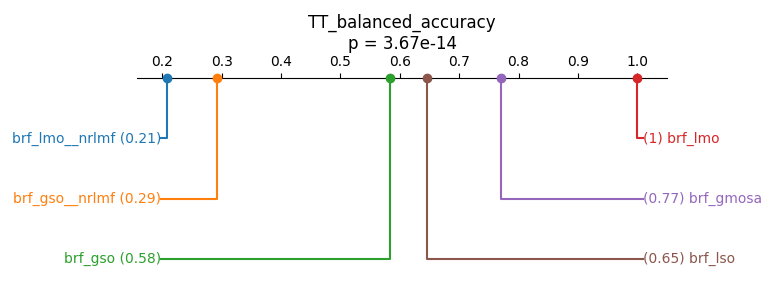 TT_balanced_accuracy
p = 3.67e-14
0.2 0.3 0.4 0.5 0.6 0.7 0.8 0.9 1.0
brf_lmo__nrlmf (0.21) (1) brf_lmo
brf_gso__nrlmf (0.29) (0.77) brf_gmosa
brf_gso (0.58) (0.65) brf_lso